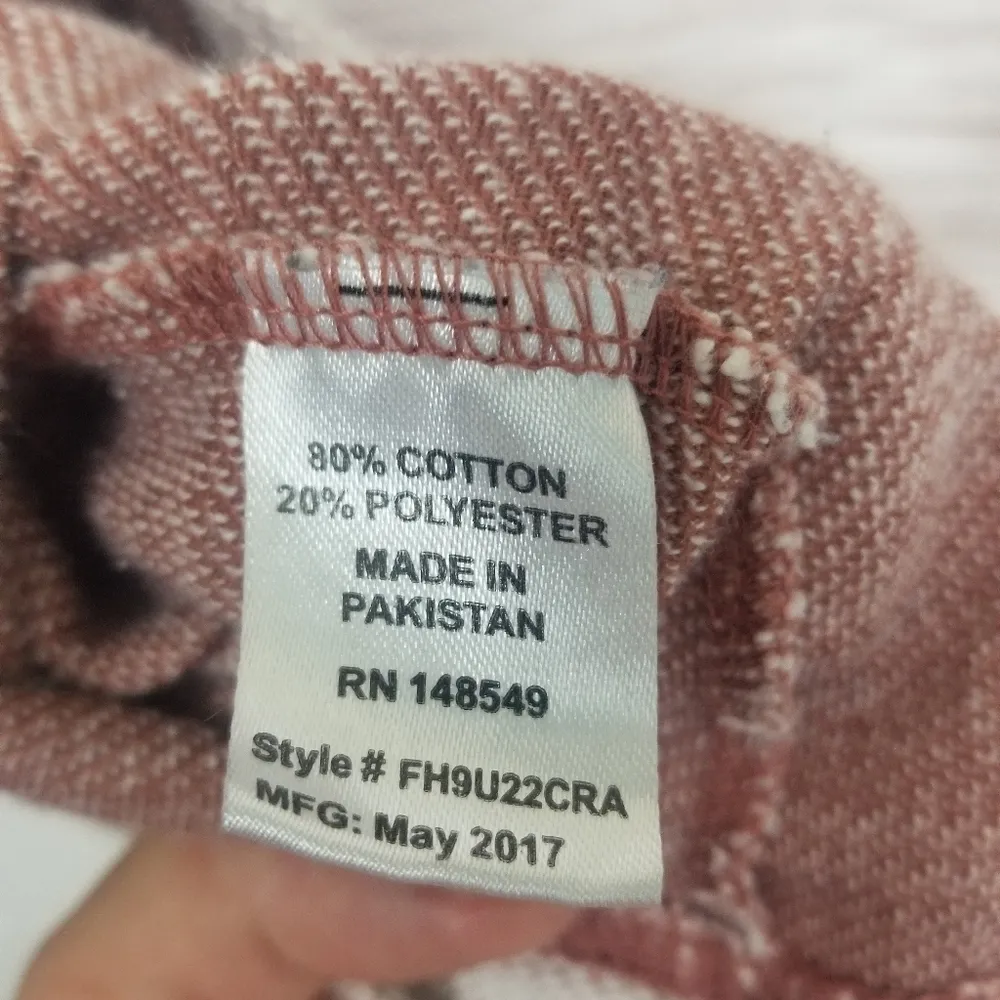 80% COTTON
20% POLYESTER
MADE IN
PAKISTAN
RN 148549
Style # FH9U22CRA
MFG: May 2017